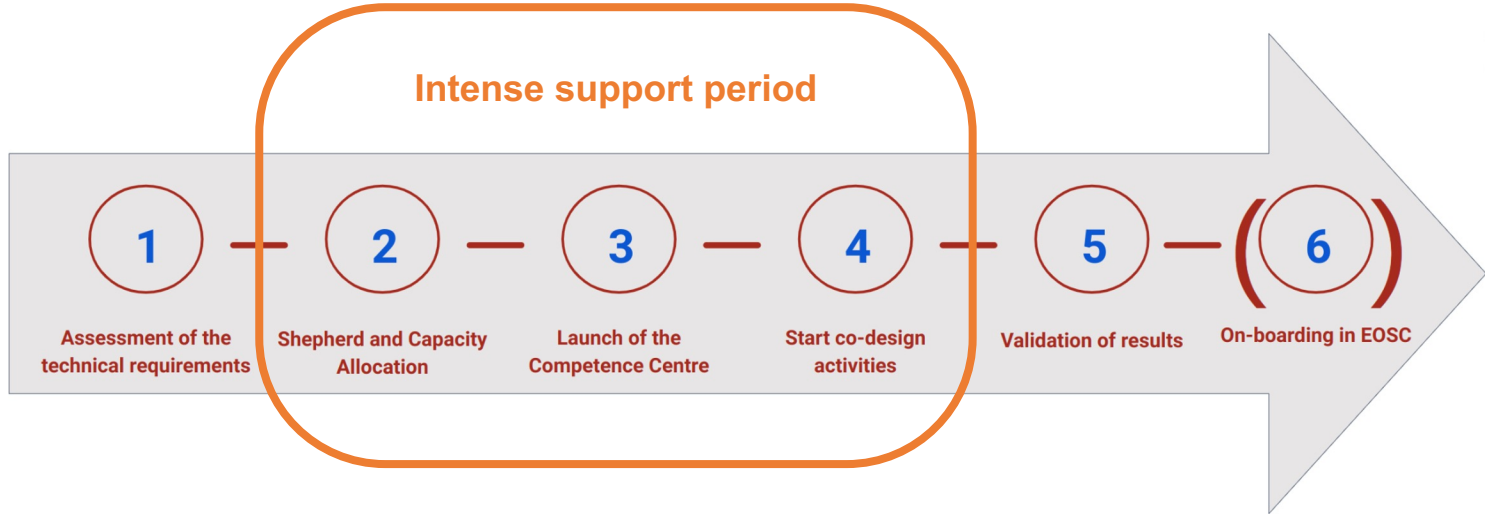 Intense support period
1
2
3
4
5
(6)
Assessment of the
technical requirements
Shepherd and Capacity
Allocation
Launch of the
Competence Centre
Start co-design
activities
Validation of results
On-boarding in EOSC